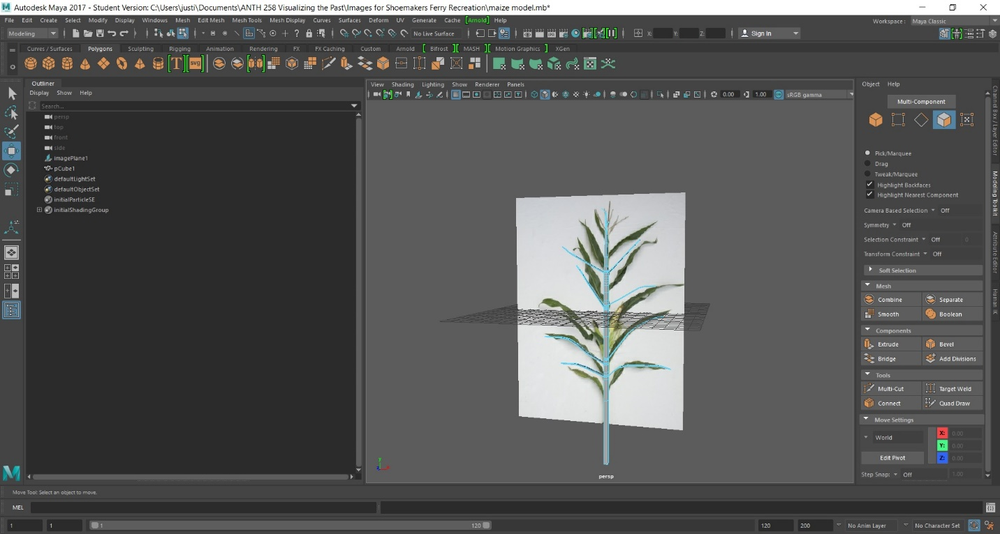 Autodesk Maya 2017 - Student Version: C:\Users\justi\Documents\ANTH 258 Visualizing the Past\Images for Shoemakers Ferry Recreation\maize model.mb*
File Edit Create Select Modify Display Windows Mesh Edit Mesh Mesh Tools Mesh Display Curves Surfaces Deform UV Generate Cache [Arnold] Help
Workspace : Maya Classic
Modeling
No Live Surface
X: Y: Z:
Sign In
Curves / Surfaces Polygons Sculpting Rigging Animation Rendering FX FX Caching Custom Arnold Bifrost MASH Motion Graphics XGen
T svg
Outliner
Display Show Help
Search...
persp
top
front
side
imagePlane1
pCube1
defaultLightSet
defaultObjectSet
initialParticleSE
initialShadingGroup
View Shading Lighting Show Renderer Panels
0.00 1.00 sRGB gamma
persp
Object Help
Multi-Component
Pick/Marquee
Drag
Tweak/Marquee
Highlight Backfaces
Highlight Nearest Component
Camera Based Selection Off
Symmetry Off
Selection Constraint Off 0
Transform Constraint Off
Soft Selection
Mesh
Combine Separate
Smooth Boolean
Components
Extrude Bevel
Bridge Add Divisions
Tools
Multi-Cut Target Weld
Connect Quad Draw
Move Settings
World
X: 0.00
Y: 0.00
Z: 0.00
Edit Pivot
Step Snap: Off 1.00
Channel Box / Layer Editor
Modeling Toolkit
Attribute Editor
Human IK
Move Tool: Select an object to move.
MEL
1 1 1 120 120 200 No Anim Layer No Character Set